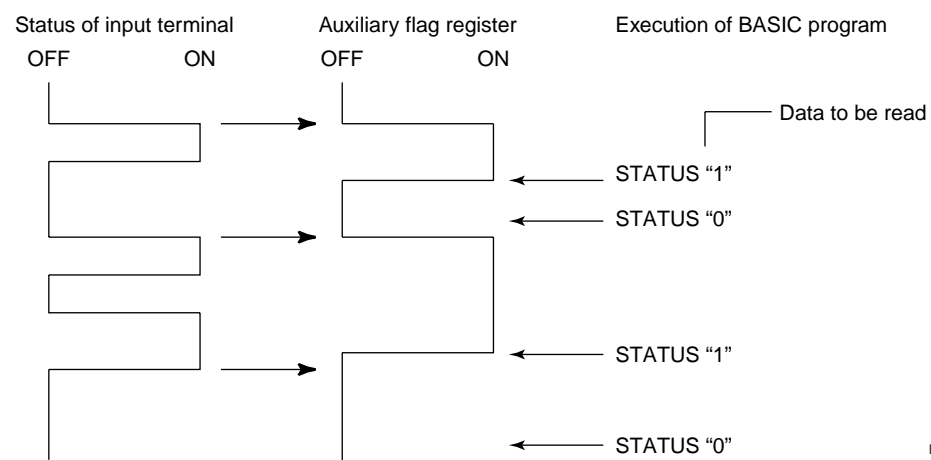 Status of input terminal Auxiliary flag register Execution of BASIC program
OFF ON OFF ON
Data to be read
STATUS “1”
STATUS “0”
STATUS “1”
STATUS “0”